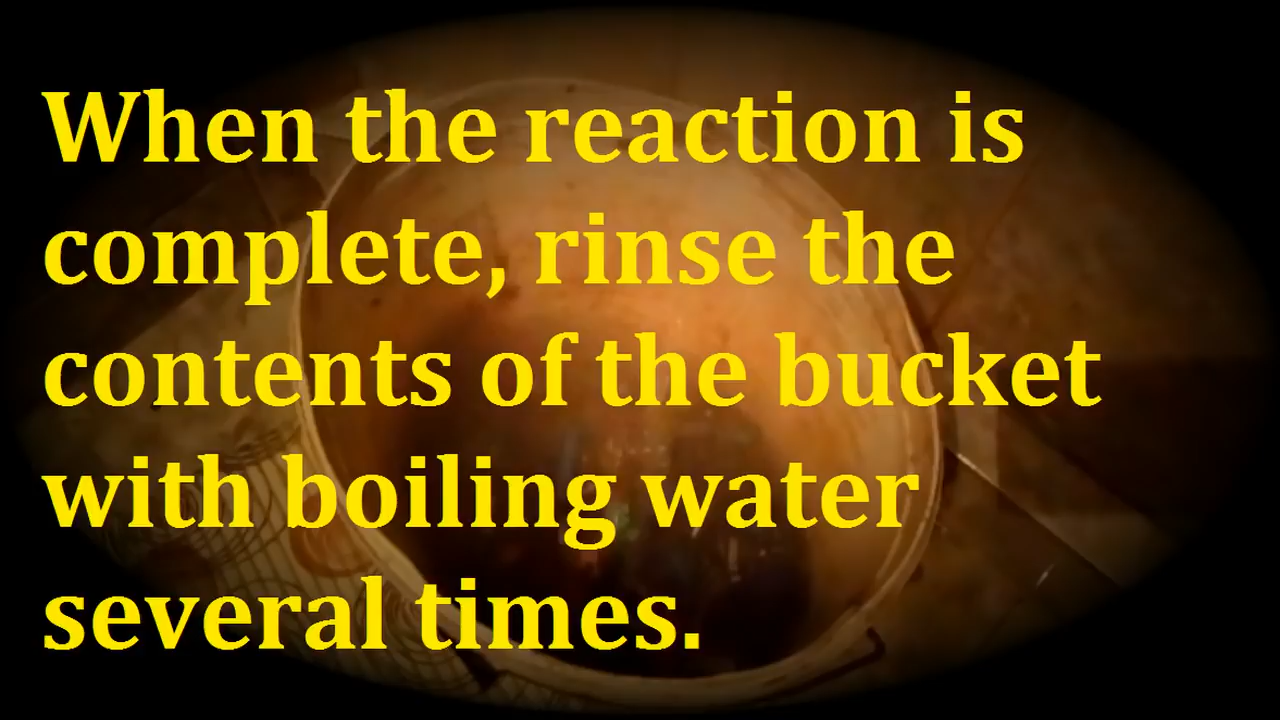 When the reaction is
complete, rinse the
contents of the bucket
with boiling water
several times.